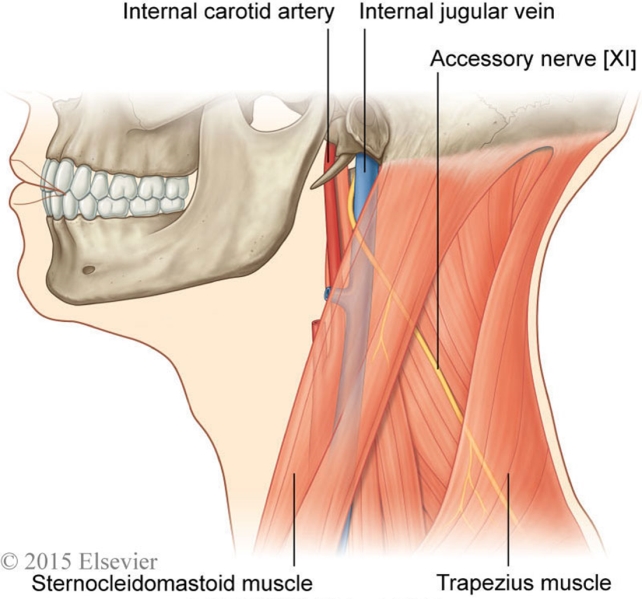 Internal carotid artery
Internal jugular vein
Accessory nerve [XI]
© 2015 Elsevier
Sternocleidomastoid muscle
Trapezius muscle